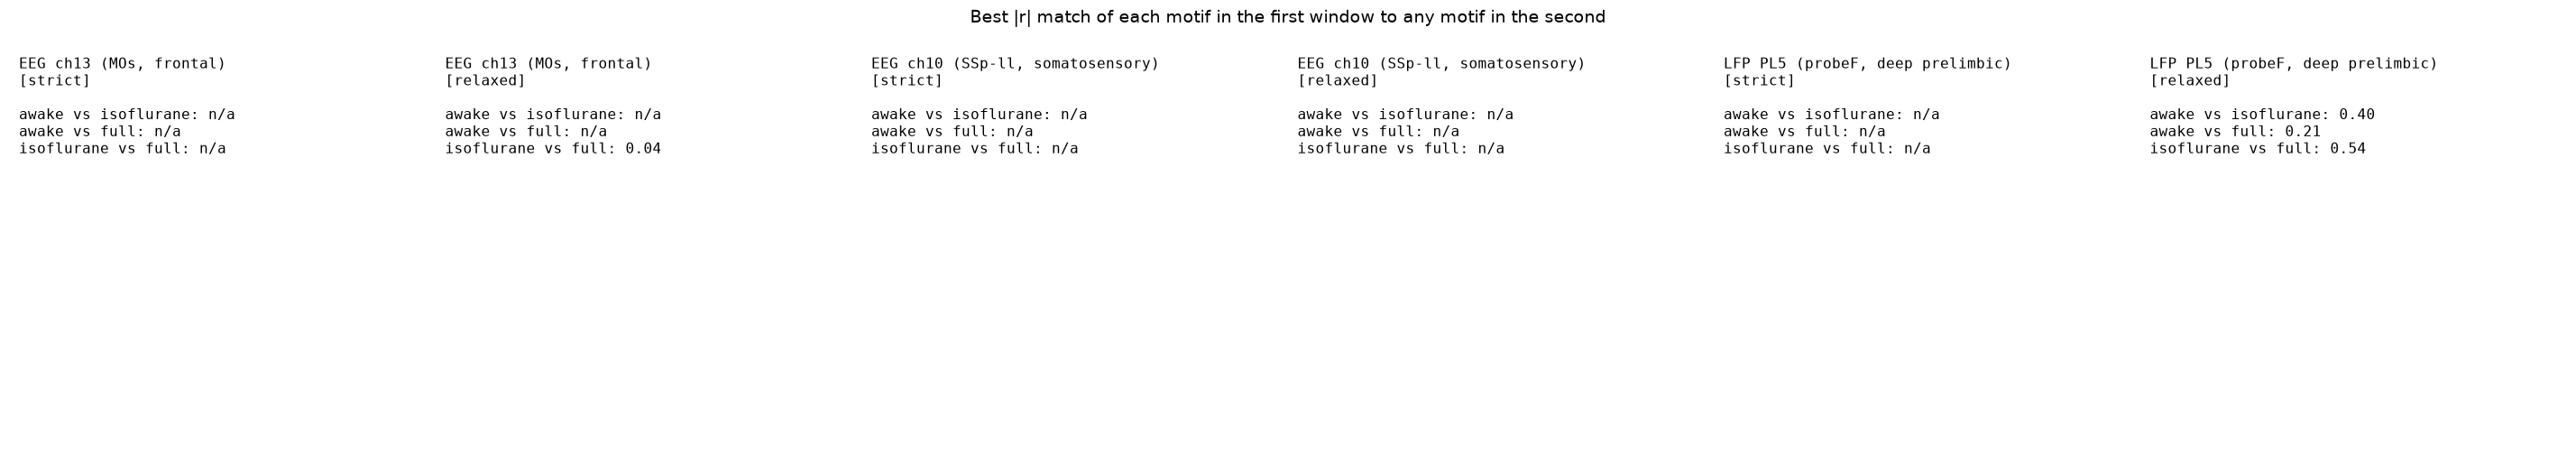 Best |r| match of each motif in the first window to any motif in the second
EEG ch13 (MOs, frontal)
[strict]
awake vs isoflurane: n/a
awake vs full: n/a
isoflurane vs full: n/a
EEG ch13 (MOs, frontal)
[relaxed]
awake vs isoflurane: n/a
awake vs full: n/a
isoflurane vs full: 0.04
EEG ch10 (SSp-ll, somatosensory)
[strict]
awake vs isoflurane: n/a
awake vs full: n/a
isoflurane vs full: n/a
EEG ch10 (SSp-ll, somatosensory)
[relaxed]
awake vs isoflurane: n/a
awake vs full: n/a
isoflurane vs full: n/a
LFP PL5 (probeF, deep prelimbic)
[strict]
awake vs isoflurane: n/a
awake vs full: n/a
isoflurane vs full: n/a
LFP PL5 (probeF, deep prelimbic)
[relaxed]
awake vs isoflurane: 0.40
awake vs full: 0.21
isoflurane vs full: 0.54